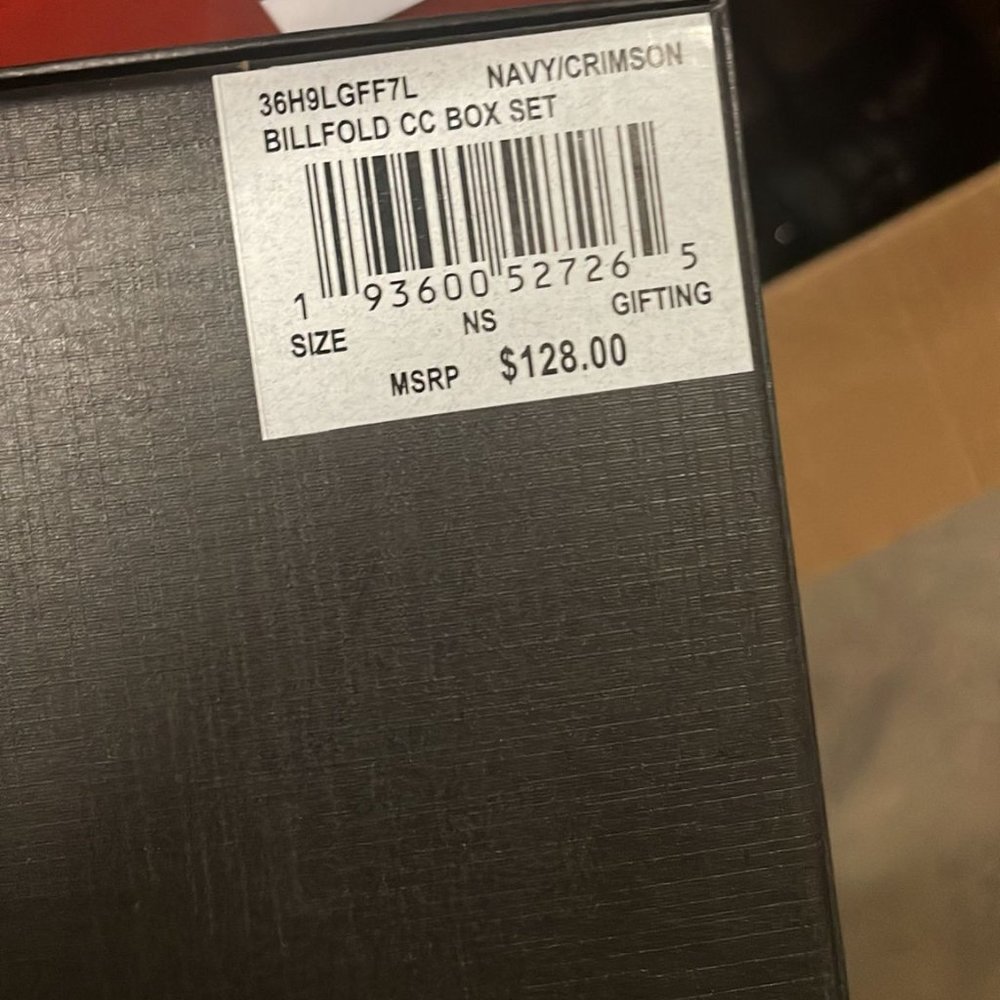 36H9LGFF7L NAVY/CRIMSON
BILLFOLD CC BOX SET
1 93600 52726 5
SIZE NS GIFTING
MSRP $128.00